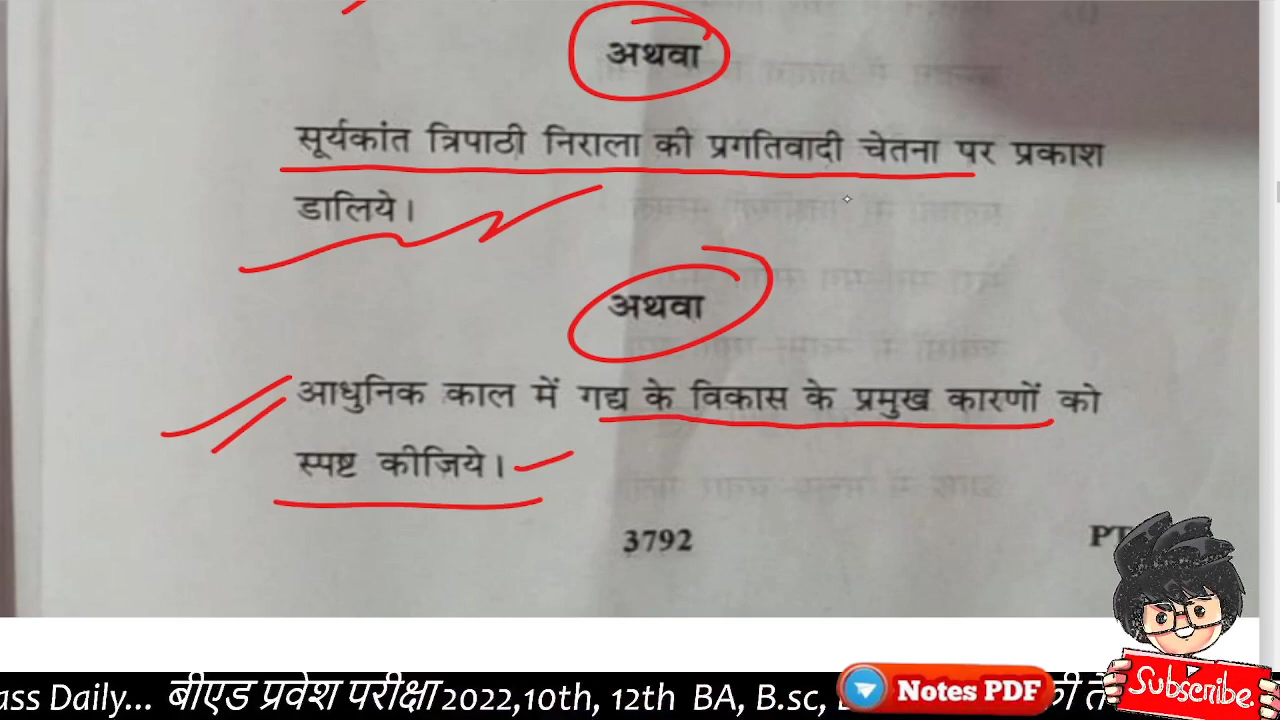 अथवा
सूर्यकांत त्रिपाठी निराला की प्रगतिवादी चेतना पर प्रकाश
डालिये।
अथवा
आधुनिक काल में गद्य के विकास के प्रमुख कारणों को
स्पष्ट कीजिये।
3792
ass Daily... बीएड प्रवेश परीक्षा 2022,10th, 12th BA, B.sc,
Notes PDF
Subscribe.